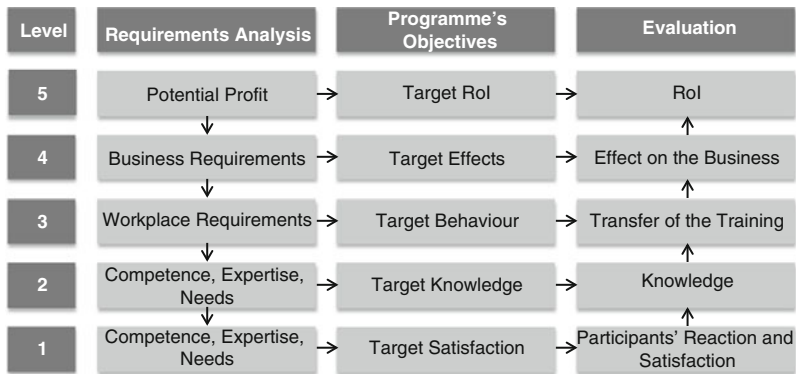 Level
Requirements Analysis
Programme's
Objectives
Evaluation
5
Potential Profit
Target RoI
RoI
4
Business Requirements
Target Effects
Effect on the Business
3
Workplace Requirements
Target Behaviour
Transfer of the Training
2
Competence, Expertise,
Needs
Target Knowledge
Knowledge
1
Competence, Expertise,
Needs
Target Satisfaction
Participants' Reaction and
Satisfaction